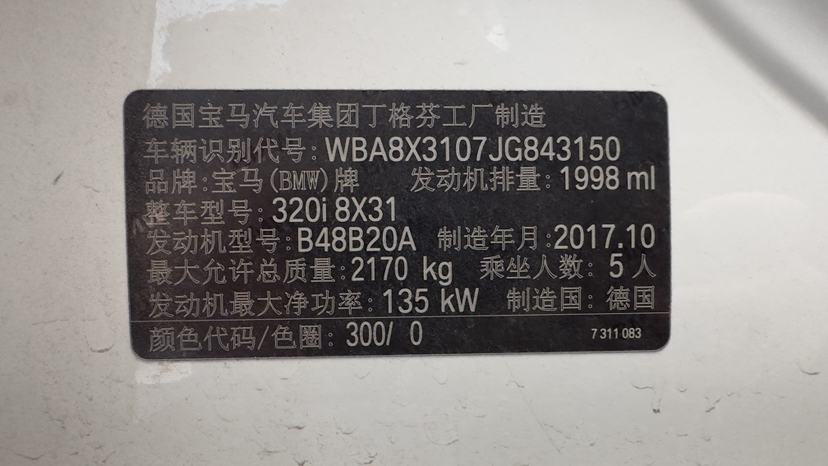 德国宝马汽车集团丁格芬工厂制造
车辆识别代号: WBA8X3107JG843150
品牌: 宝马(BMW)牌 发动机排量: 1998 ml
整车型号: 320i 8X31
发动机型号: B48B20A 制造年月: 2017.10
最大允许总质量: 2170 kg 乘坐人数: 5 人
发动机最大净功率: 135 kW 制造国: 德国
颜色代码/色圈: 300/ 0 7 311 083